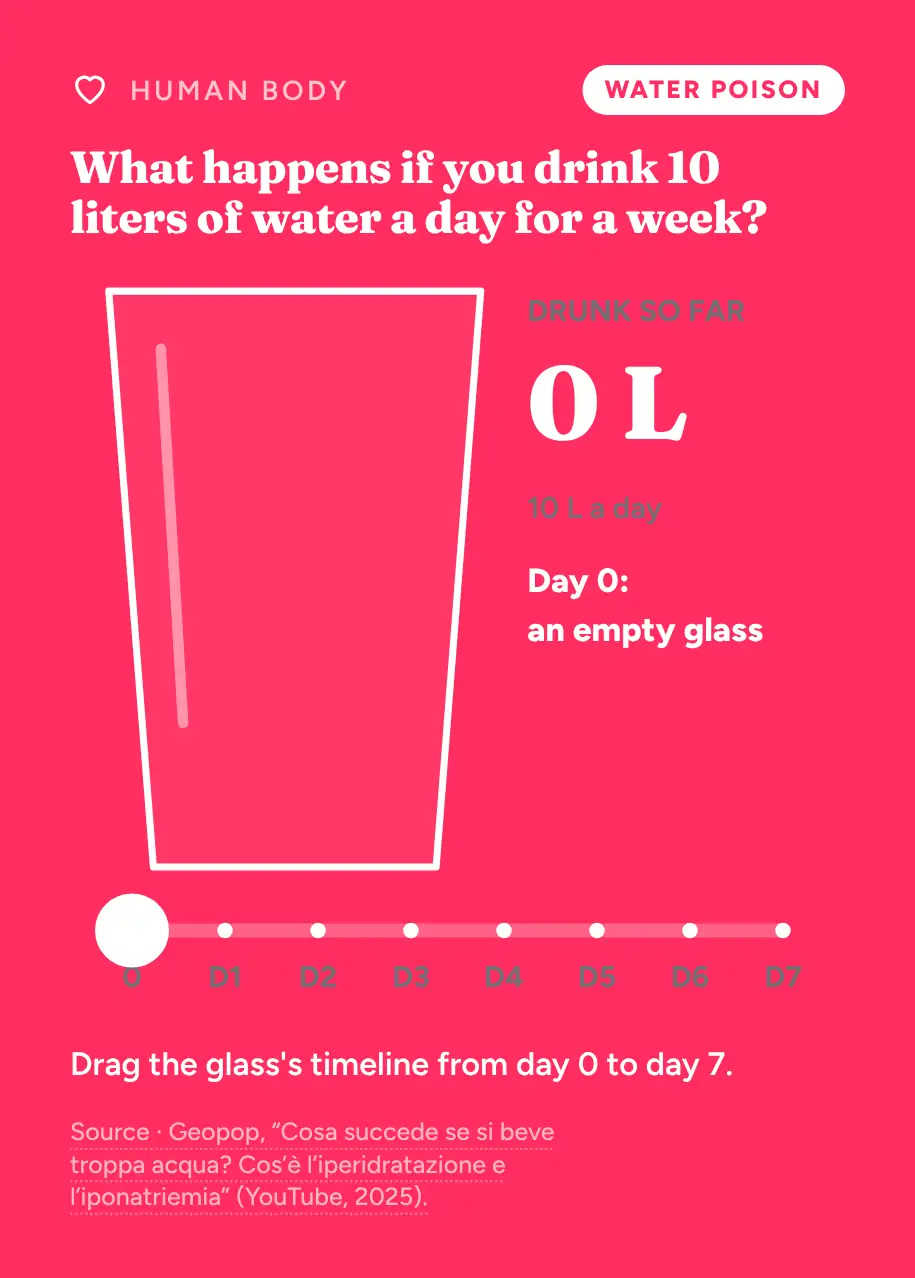 HUMAN BODY
WATER POISON
What happens if you drink 10
liters of water a day for a week?
DRUNK SO FAR
0 L
10 L a day
Day 0:
an empty glass
0 D1 D2 D3 D4 D5 D6 D7
Drag the glass's timeline from day 0 to day 7.
Source · Geopop, “Cosa succede se si beve
troppa acqua? Cos’è l’iperidratazione e
l’iponatriemia” (YouTube, 2025).